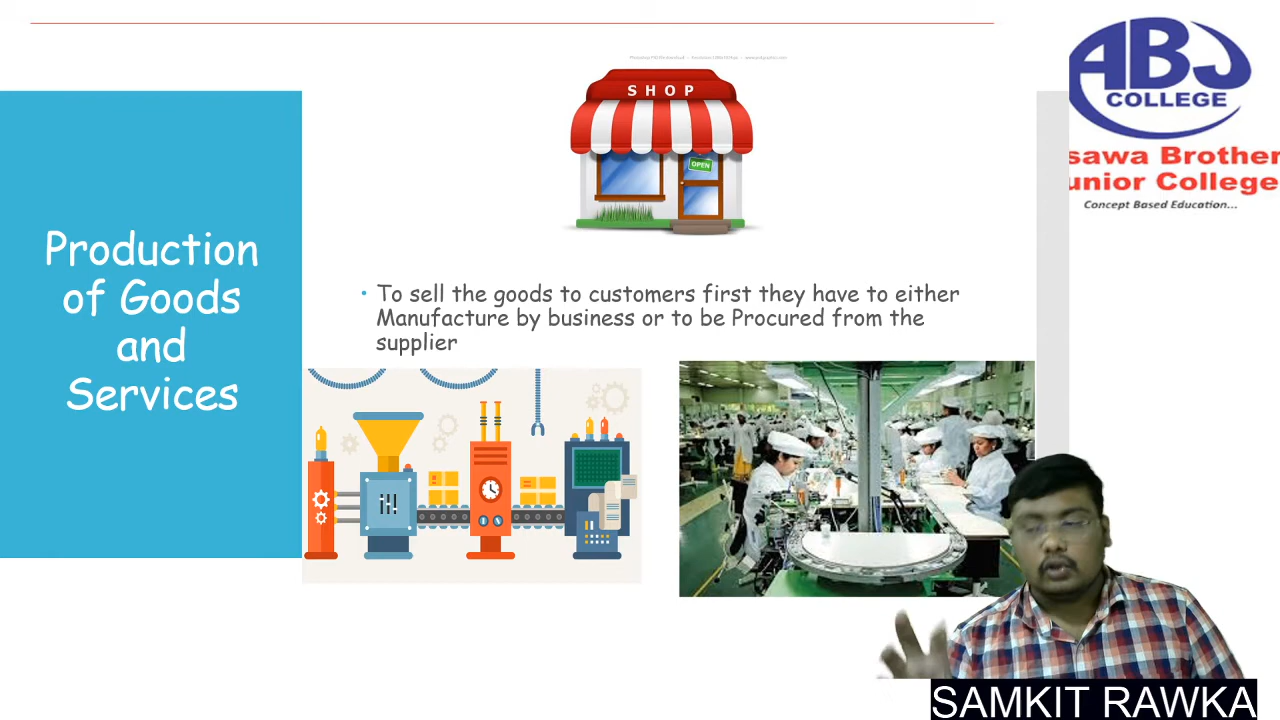 SHOP
OPEN
ABJ
COLLEGE
sawa Brother
unior College
Concept Based Education...
Production
of Goods
and
Services
• To sell the goods to customers first they have to either
Manufacture by business or to be Procured from the
supplier
SAMKIT RAWKA